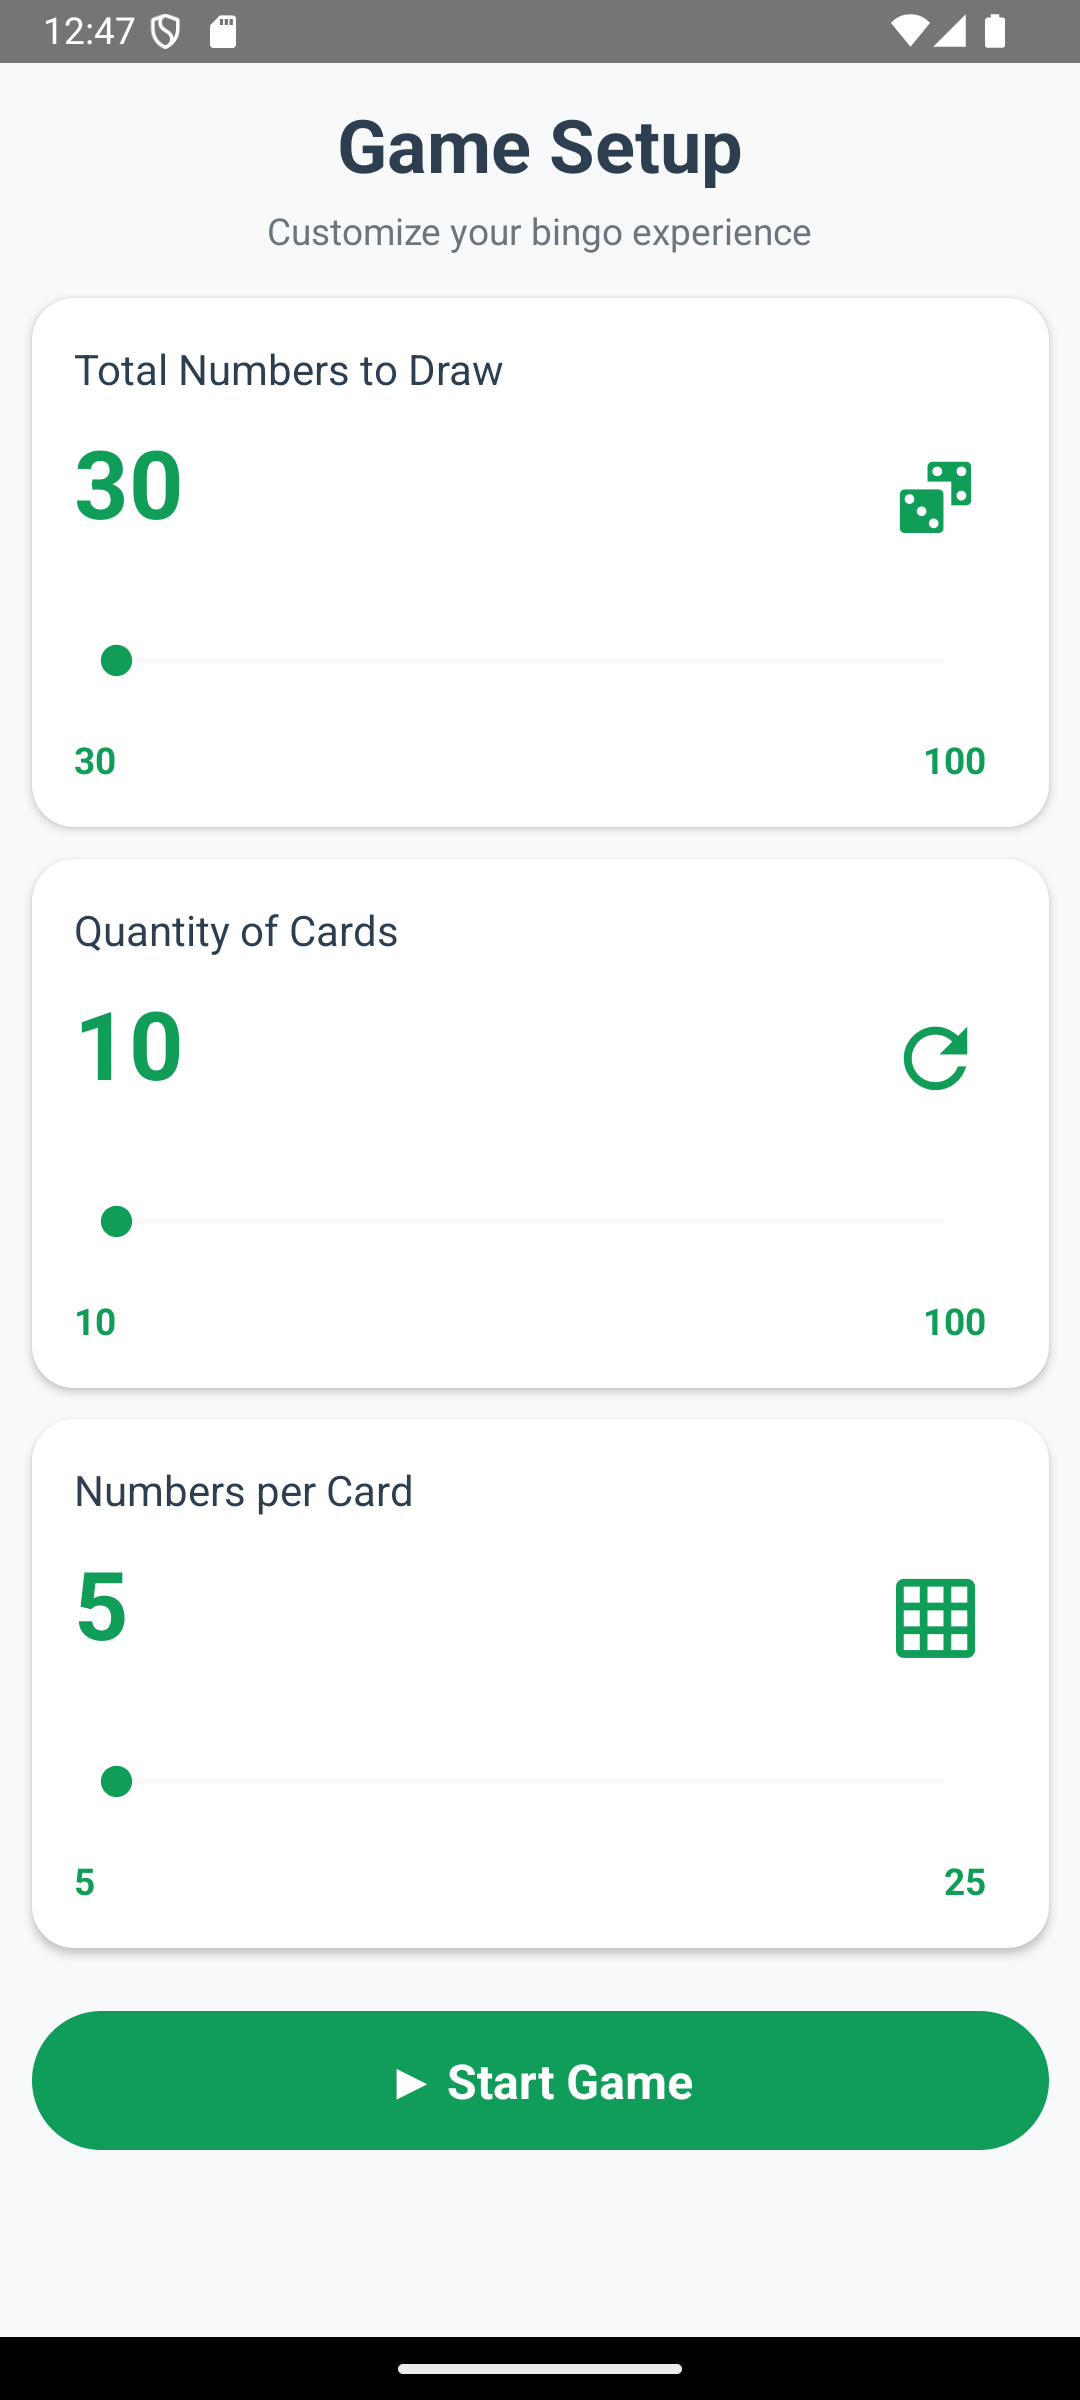 12:47
Game Setup
Customize your bingo experience
Total Numbers to Draw
30
30 100
Quantity of Cards
10
10 100
Numbers per Card
5
5 25
Start Game